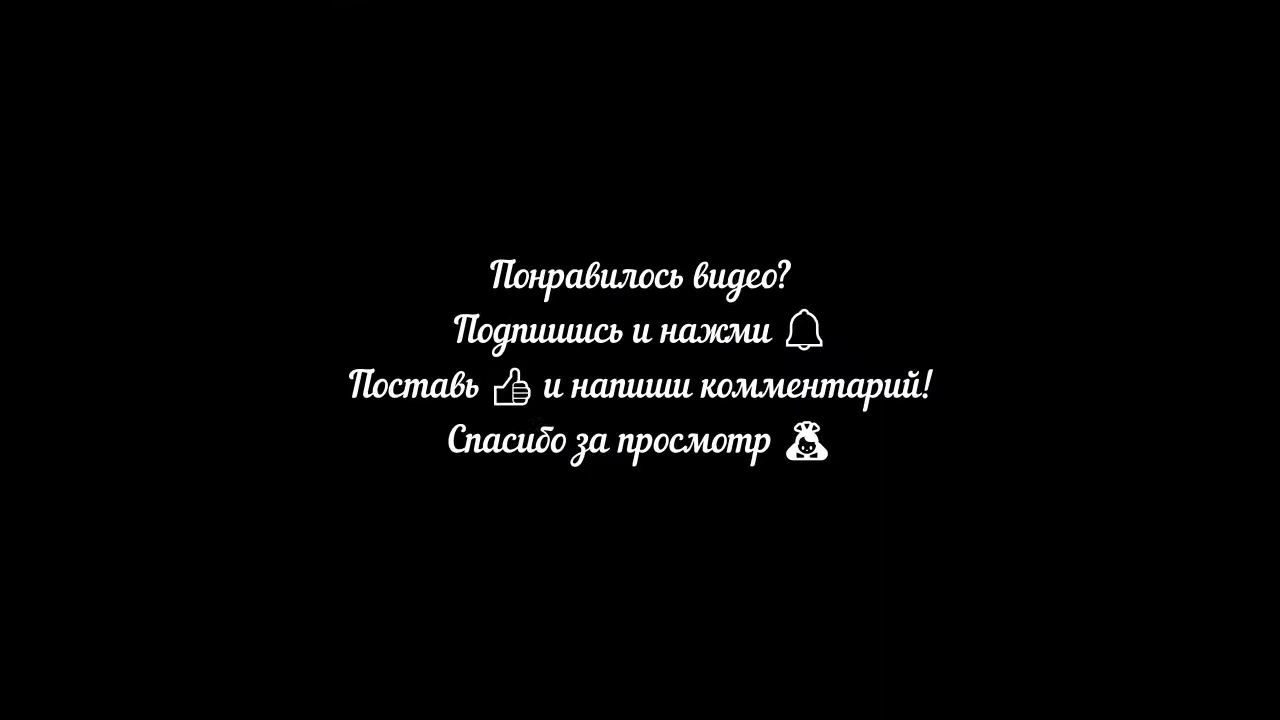 Понравилось видео?
Подпишись и нажми 🔔
Поставь 👍 и напиши комментарий!
Спасибо за просмотр 🙇